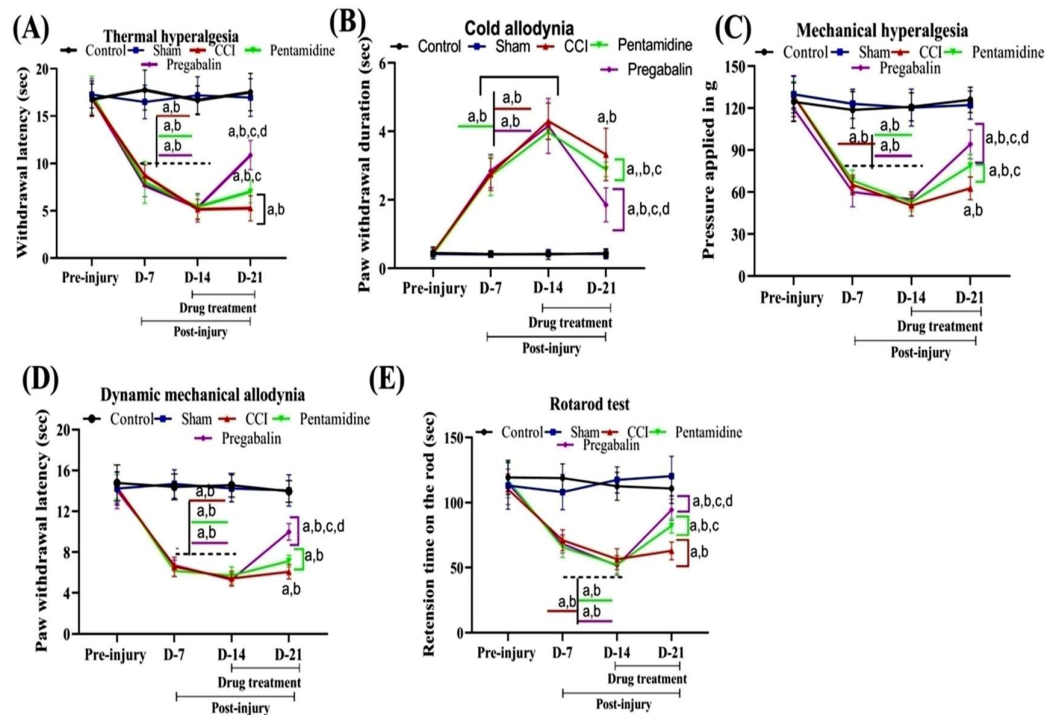 (A)
Thermal hyperalgesia
Control Sham CCI Pentamidine
Pregabalin
Withdrawal latency (sec)
20
15
10
5
0
a,b
a,b
a,b
a,b,c,d
a,b,c
a,b
Pre-injury D-7 D-14 D-21
Drug treatment
Post-injury
(B)
Cold allodynia
Control Sham CCI Pentamidine
Pregabalin
Paw withdrawal duration (sec)
6
4
2
0
a,b
a,b
a,b
a,b
a,b,c
a,b,c,d
Pre-injury D-7 D-14 D-21
Drug treatment
Post-injury
(C)
Mechanical hyperalgesia
Control Sham CCI Pentamidine
Pregabalin
Pressure applied in g
150
120
90
60
30
0
a,b
a,b
a,b
a,b,c,d
a,b,c
a,b
Pre-injury D-7 D-14 D-21
Drug treatment
Post-injury
(D)
Dynamic mechanical allodynia
Control Sham CCI Pentamidine
Pregabalin
Paw withdrawal latency (sec)
20
16
12
8
4
0
a,b
a,b
a,b
a,b,c,d
a,b
a,b
Pre-injury D-7 D-14 D-21
Drug treatment
Post-injury
(E)
Rotarod test
Control Sham CCI Pentamidine
Pregabalin
Retension time on the rod (sec)
150
100
50
0
a,b,c,d
a,b,c
a,b
a,b
a,b
a,b
Pre-injury D-7 D-14 D-21
Drug treatment
Post-injury